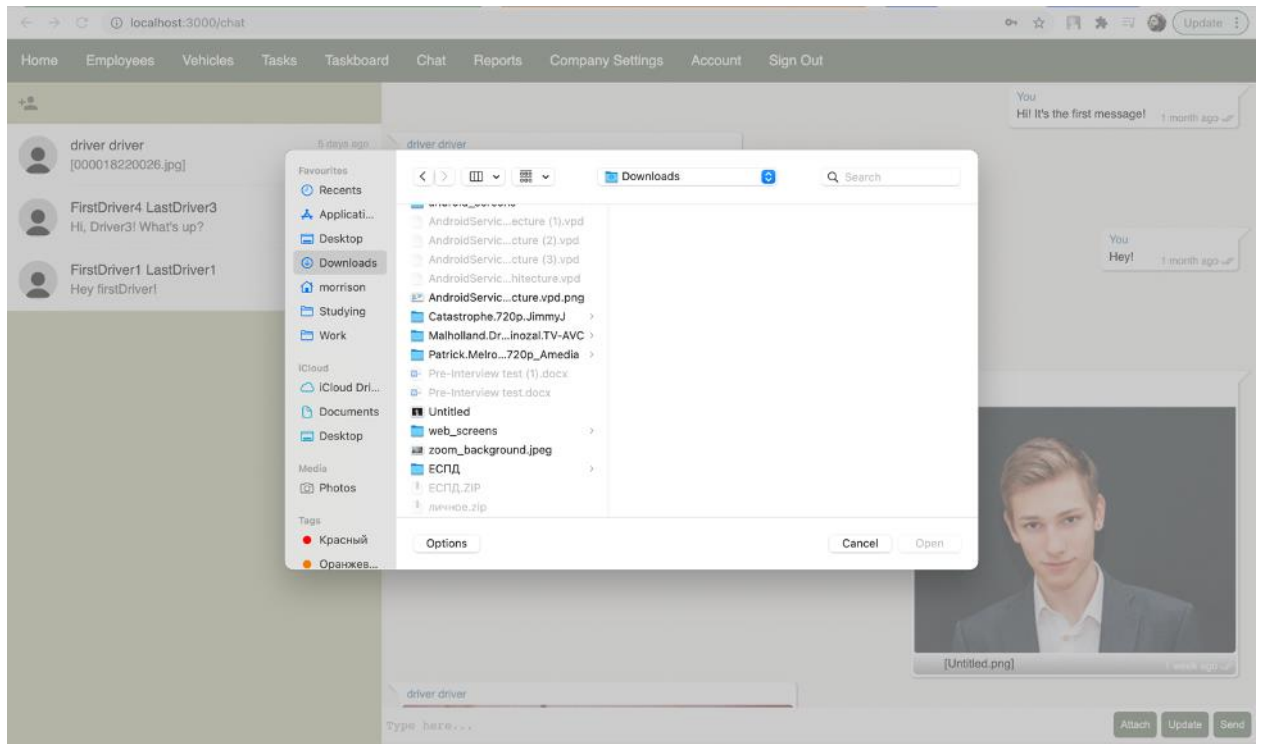 localhost:3000/chat
Update
Home Employees Vehicles Tasks Taskboard Chat Reports Company Settings Account Sign Out
You
Hi! It's the first message! 1 month ago
driver driver 5 days ago
[000018220026.jpg]
FirstDriver4 LastDriver3
Hi, Driver3! What's up?
FirstDriver1 LastDriver1
Hey firstDriver!
driver driver
You
Hey! 1 month ago
Favourites
Recents
Applicati...
Desktop
Downloads
morrison
Studying
Work
iCloud
iCloud Dri...
Documents
Desktop
Media
Photos
Tags
Красный
Оранжев...
Downloads
Search
android_screens
AndroidServic...ecture (1).vpd
AndroidServic...cture (2).vpd
AndroidServic...cture (3).vpd
AndroidServic...hitecture.vpd
AndroidServic...cture.vpd.png
Catastrophe.720p.JimmyJ
Malholland.Dr...inozal.TV-AVC
Patrick.Melro...720p_Amedia
Pre-Interview test (1).docx
Pre-Interview test.docx
Untitled
web_screens
zoom_background.jpeg
ЕСПД
ЕСПД.ZIP
личное.zip
Options
Cancel Open
[Untitled.png] 1 week ago
driver driver
Type here...
Attach Update Send